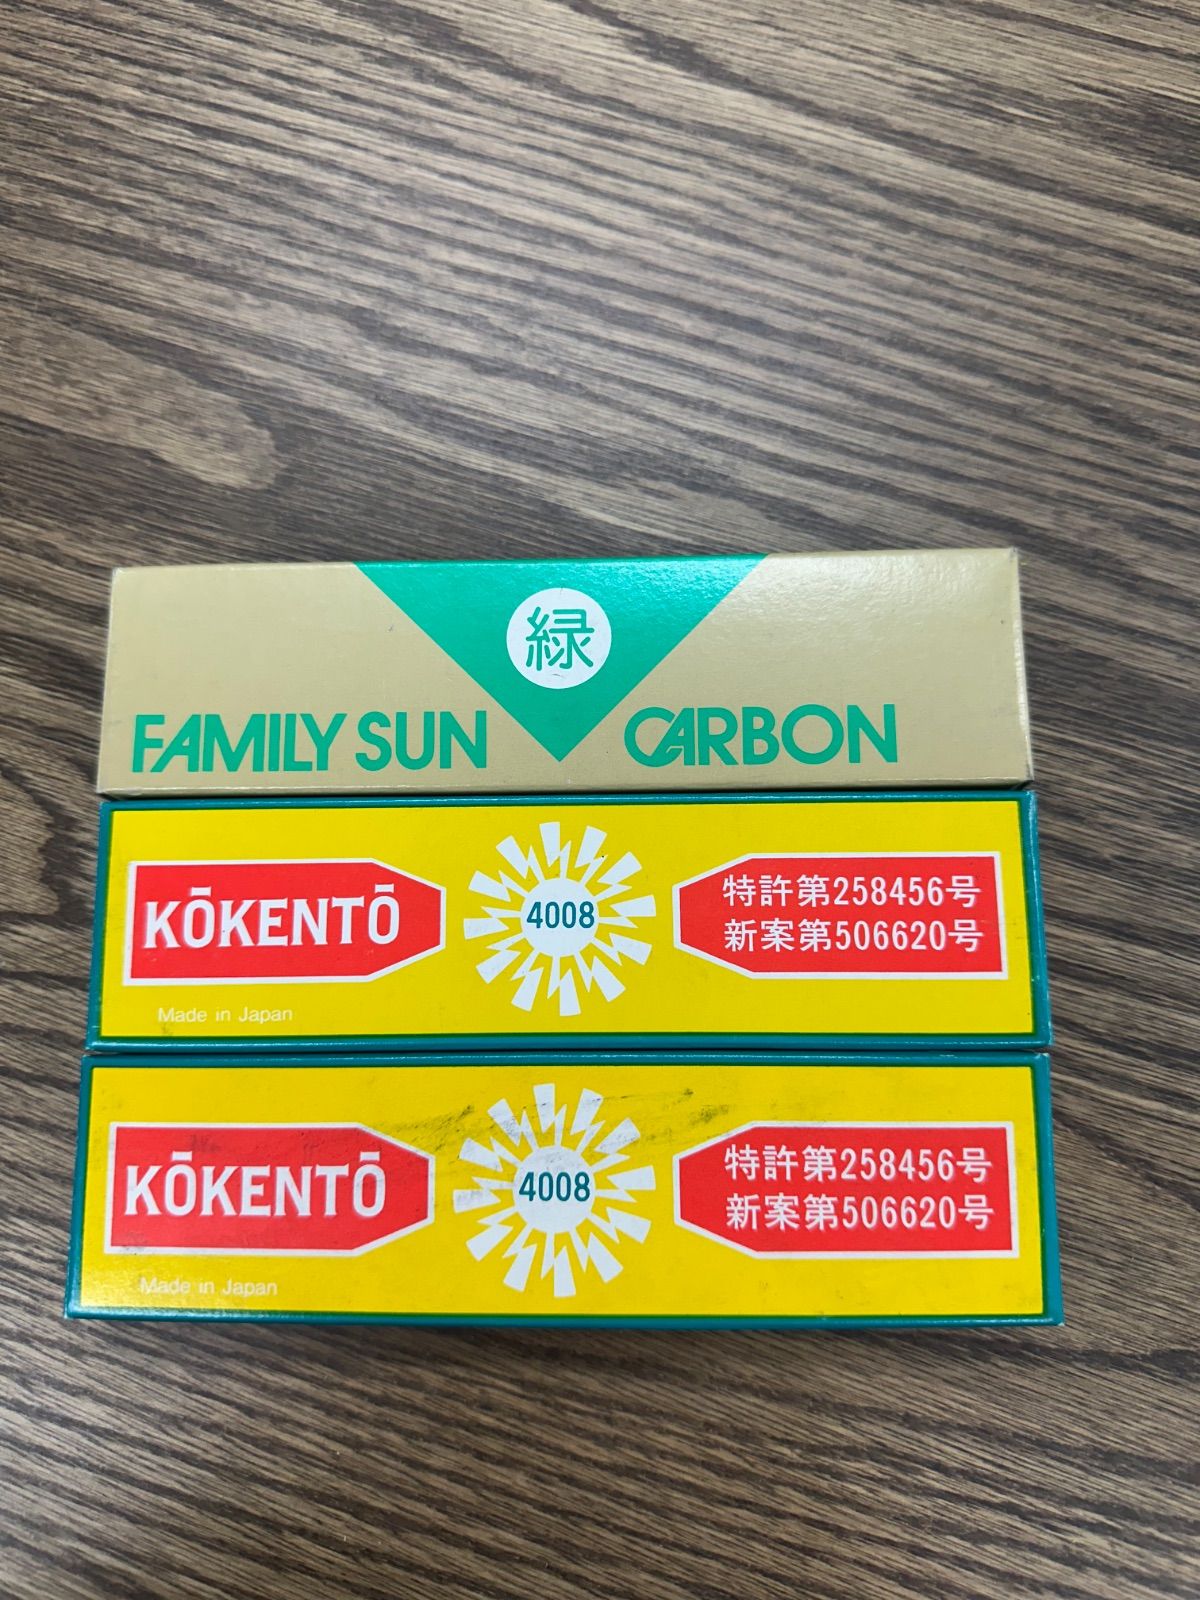 緑
FAMILY SUN CARBON
KŌKENTŌ
4008
特許第258456号
新案第506620号
Made in Japan
KŌKENTŌ
4008
特許第258456号
新案第506620号
Made in Japan